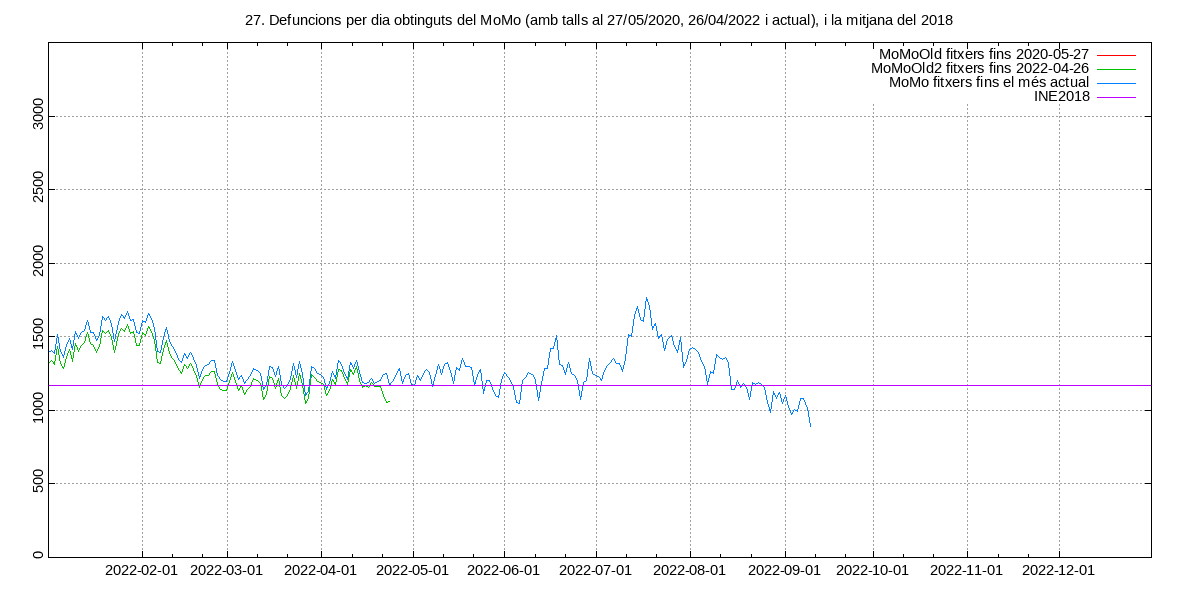 27. Defuncions per dia obtinguts del MoMo (amb talls al 27/05/2020, 26/04/2022 i actual), i la mitjana del 2018
MoMoOld fitxers fins 2020-05-27
MoMoOld2 fitxers fins 2022-04-26
MoMo fitxers fins el més actual
INE2018
3000
2500
2000
1500
1000
500
0
2022-02-01 2022-03-01 2022-04-01 2022-05-01 2022-06-01 2022-07-01 2022-08-01 2022-09-01 2022-10-01 2022-11-01 2022-12-01